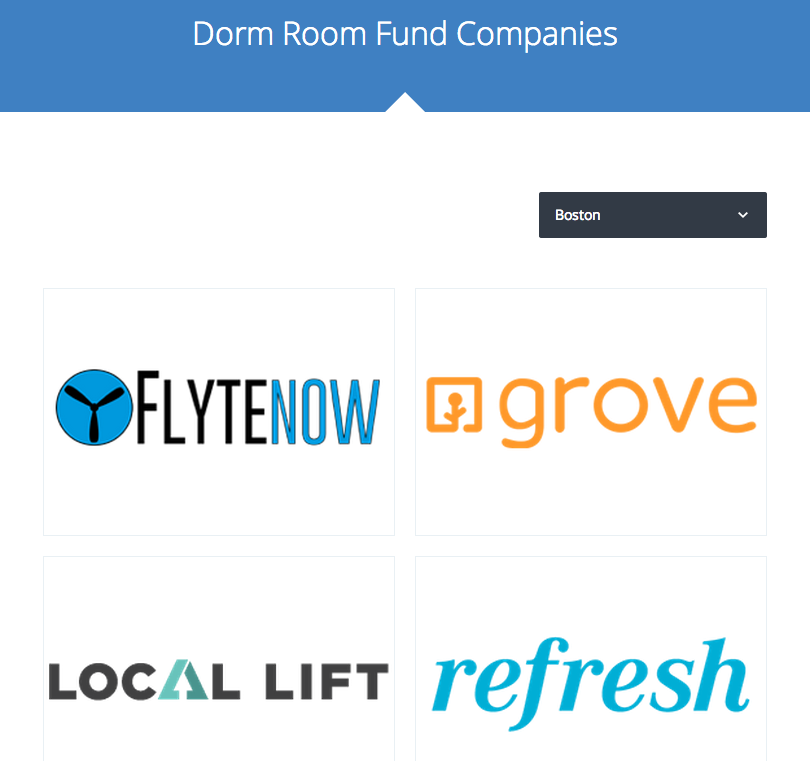 Dorm Room Fund Companies
Boston
FLYTENOW
grove
LOCAL LIFT
refresh